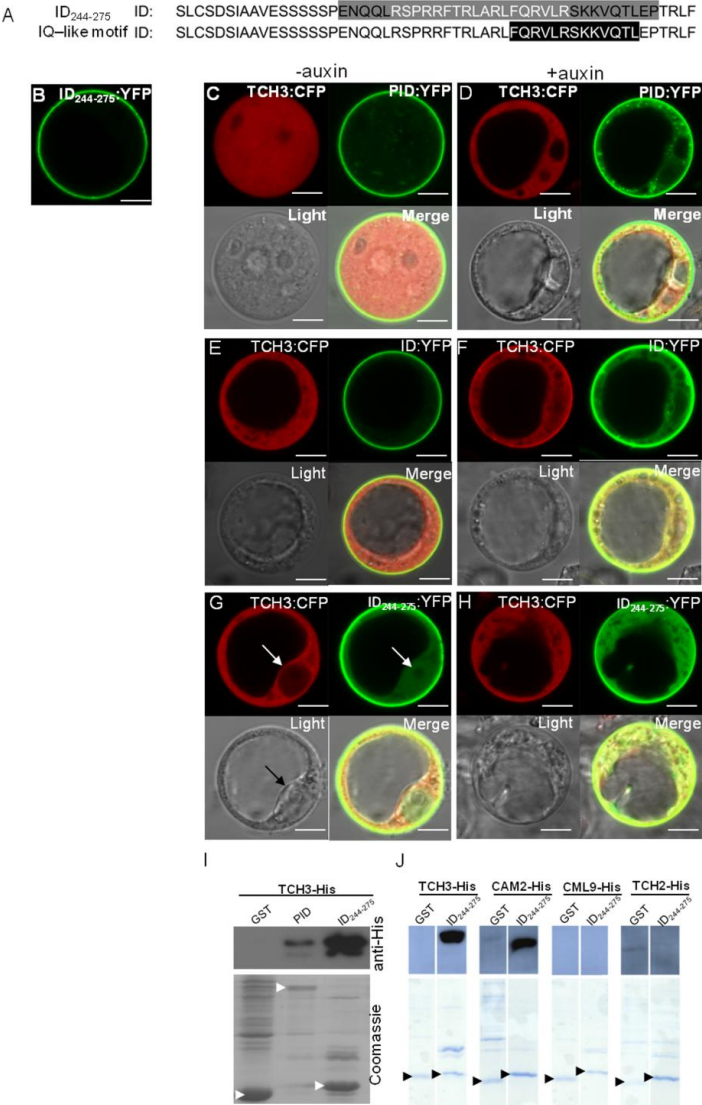 A
ID244-275 ID: SLCSDSIAAVESSSSSSPENQQLRSPRRFTRLARLFQRVLRSKKVQTLEPTRLF
IQ–like motif ID: SLCSDSIAAVESSSSSSPENQQLRSPRRFTRLARLFQRVLRSKKVQTLEPTRLF
-auxin +auxin
B ID244-275:YFP
C TCH3:CFP PID:YFP
Light Merge
D TCH3:CFP PID:YFP
Light Merge
E TCH3:CFP ID:YFP
Light Merge
F TCH3:CFP ID:YFP
Light Merge
G TCH3:CFP ID244-275:YFP
Light Merge
H TCH3:CFP ID244-275:YFP
Light Merge
I
TCH3-His
GST PID ID244-275
anti-His
Coomassie
J
TCH3-His CAM2-His CML9-His TCH2-His
GST ID244-275 GST ID244-275 GST ID244-275 GST ID244-275